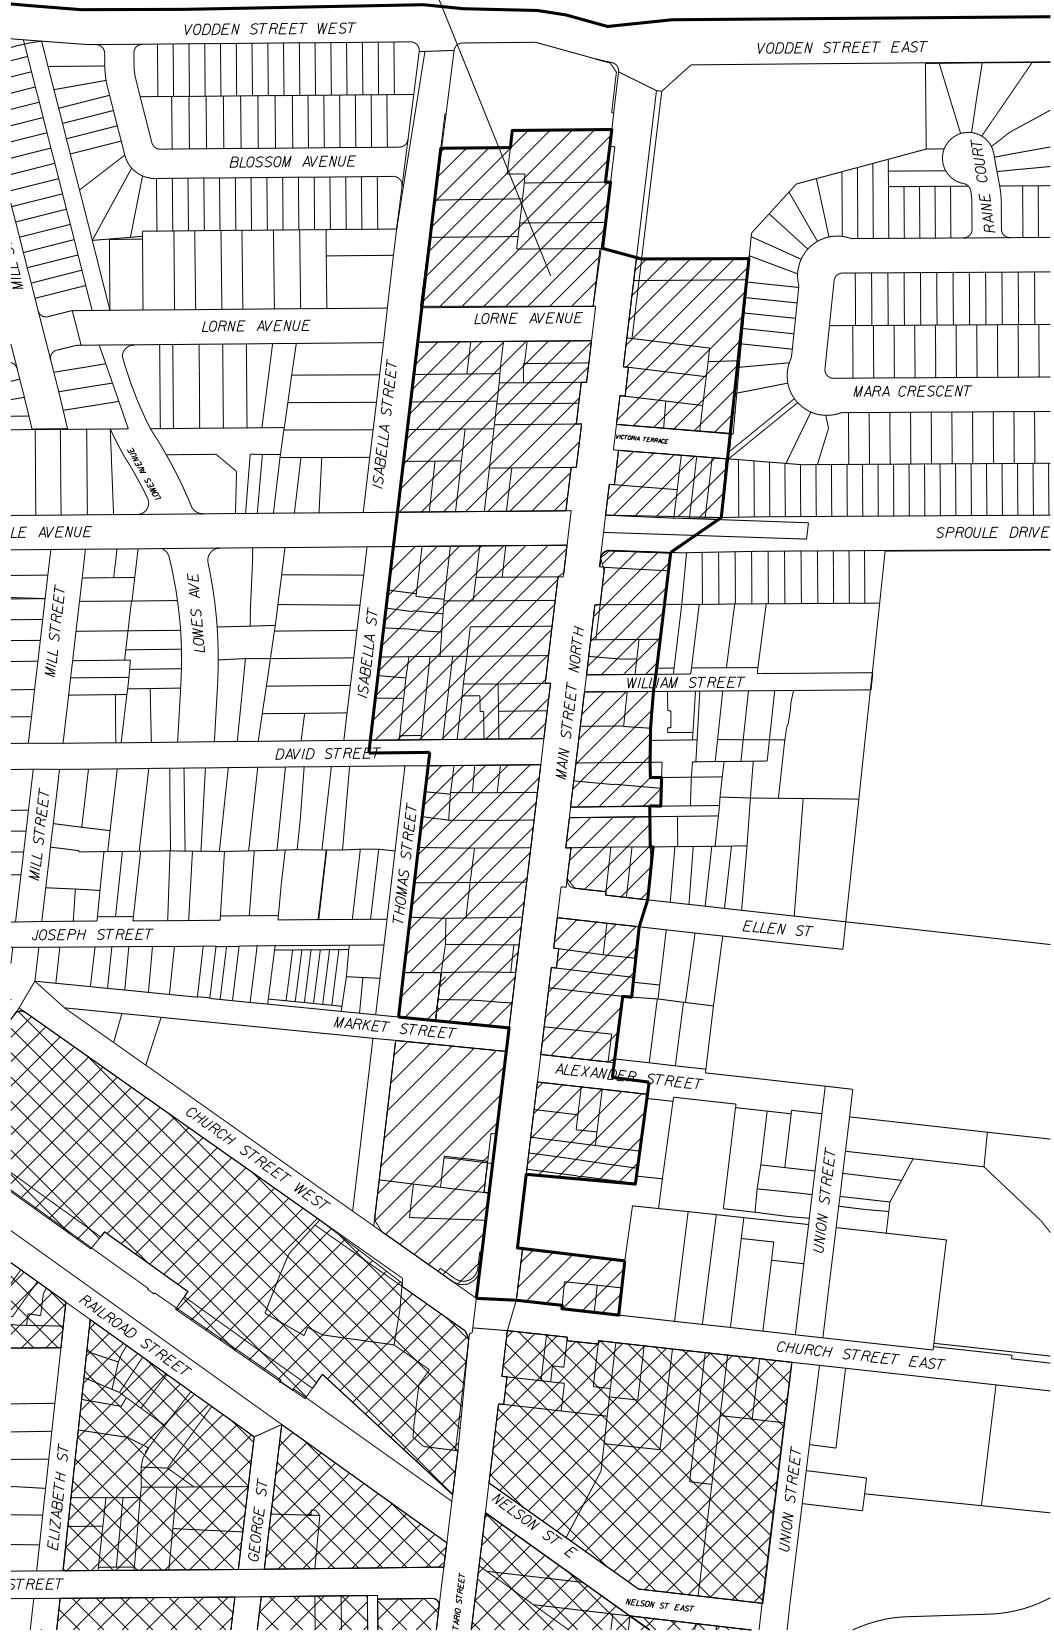 VODDEN STREET WEST
VODDEN STREET EAST
BLOSSOM AVENUE
RAINE COURT
MILL S
LORNE AVENUE
LORNE AVENUE
ISABELLA STREET
MARA CRESCENT
VICTORIA TERRACE
LOWES AVENUE
LE AVENUE
SPROULE DRIVE
MILL STREET
LOWES AVE
ISABELLA ST
MAIN STREET NORTH
WILLIAM STREET
DAVID STREET
MILL STREET
THOMAS STREET
JOSEPH STREET
ELLEN ST
MARKET STREET
ALEXANDER STREET
CHURCH STREET WEST
UNION STREET
RAILROAD STREET
CHURCH STREET EAST
ELIZABETH ST
GEORGE ST
NELSON ST E
UNION STREET
STREET
TARIO STREET
NELSON ST EAST